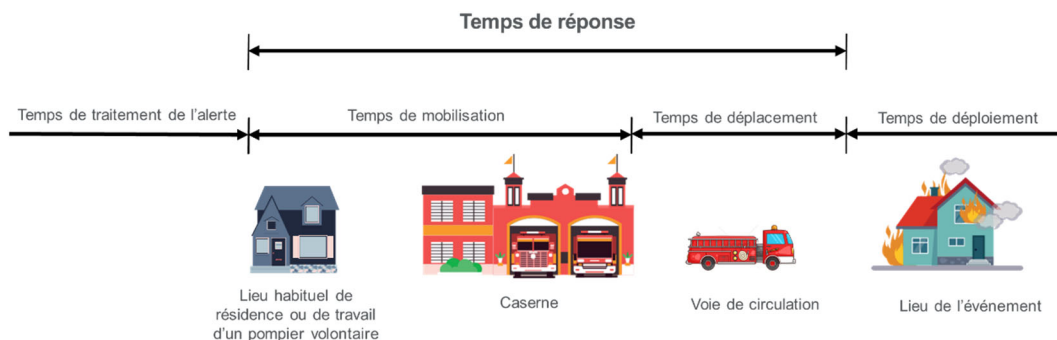 Temps de réponse
Temps de traitement de l'alerte
Temps de mobilisation
Temps de déplacement
Temps de déploiement
Lieu habituel de
résidence ou de travail
d'un pompier volontaire
Caserne
Voie de circulation
Lieu de l'événement